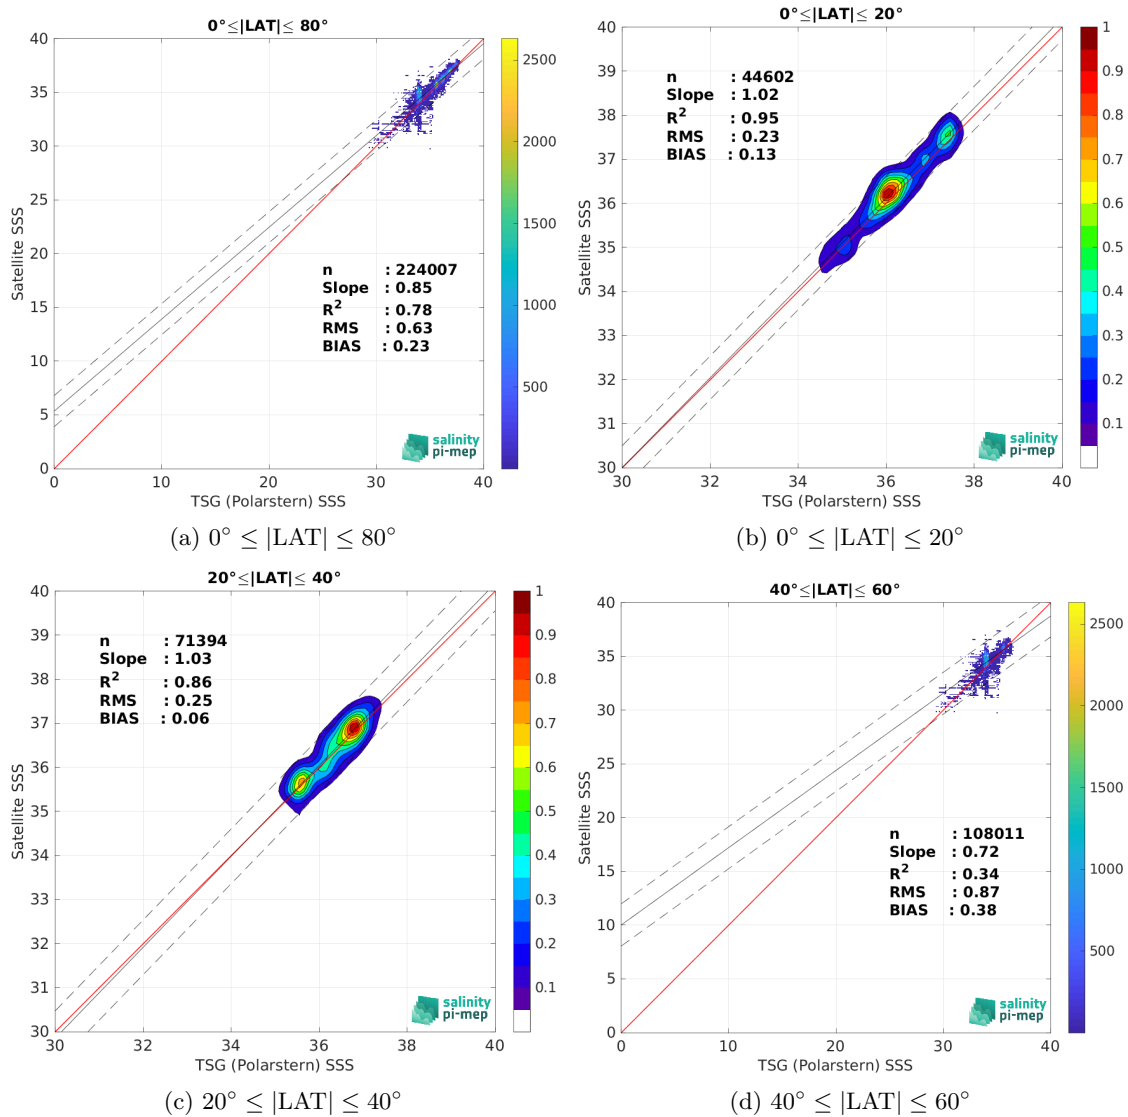 0°≤|LAT|≤ 80°
40
35
30
25
20
15
10
5
0
Satellite SSS
n : 224007
Slope : 0.85
R² : 0.78
RMS : 0.63
BIAS : 0.23
salinity
pi-mep
0 10 20 30 40
TSG (Polarstern) SSS
2500
2000
1500
1000
500
(a) 0° ≤ |LAT| ≤ 80°
0°≤|LAT|≤ 20°
40
39
38
37
36
35
34
33
32
31
30
Satellite SSS
n : 44602
Slope : 1.02
R² : 0.95
RMS : 0.23
BIAS : 0.13
salinity
pi-mep
30 32 34 36 38 40
TSG (Polarstern) SSS
1
0.9
0.8
0.7
0.6
0.5
0.4
0.3
0.2
0.1
(b) 0° ≤ |LAT| ≤ 20°
20°≤|LAT|≤ 40°
40
39
38
37
36
35
34
33
32
31
30
Satellite SSS
n : 71394
Slope : 1.03
R² : 0.86
RMS : 0.25
BIAS : 0.06
salinity
pi-mep
30 32 34 36 38 40
TSG (Polarstern) SSS
1
0.9
0.8
0.7
0.6
0.5
0.4
0.3
0.2
0.1
(c) 20° ≤ |LAT| ≤ 40°
40°≤|LAT|≤ 60°
40
35
30
25
20
15
10
5
0
Satellite SSS
n : 108011
Slope : 0.72
R² : 0.34
RMS : 0.87
BIAS : 0.38
salinity
pi-mep
0 10 20 30 40
TSG (Polarstern) SSS
2500
2000
1500
1000
500
(d) 40° ≤ |LAT| ≤ 60°